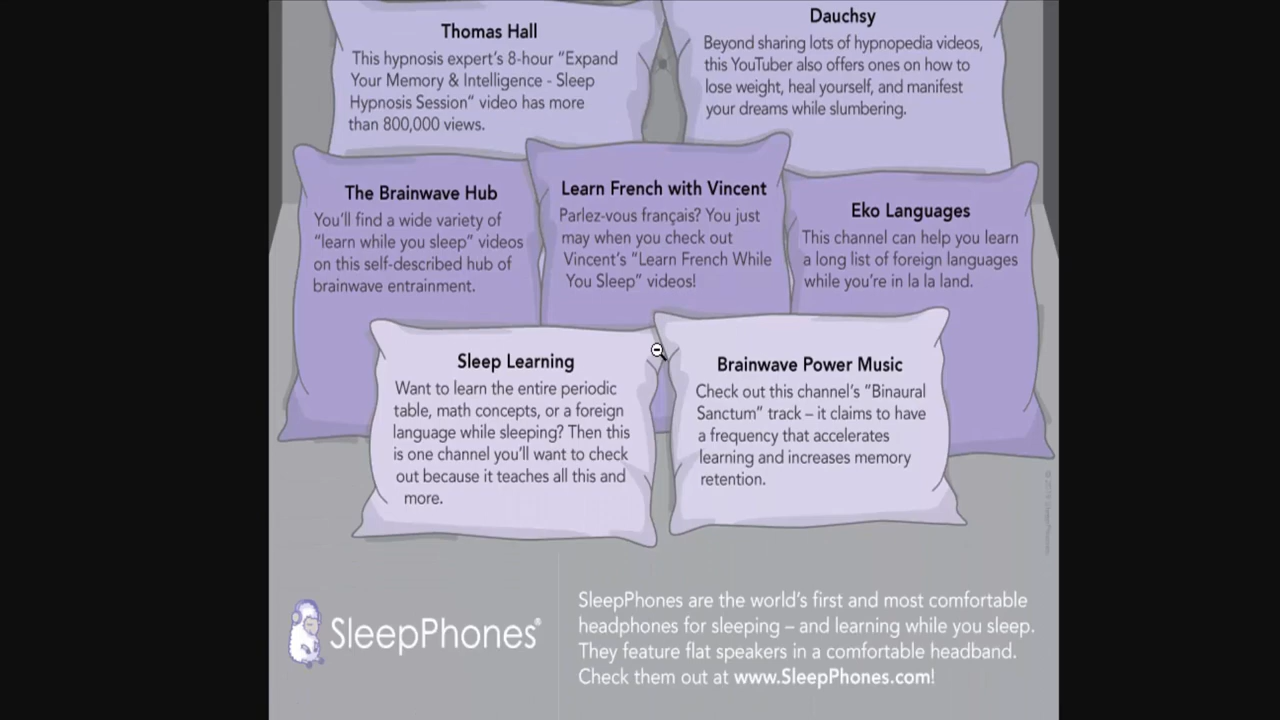 Thomas Hall
This hypnosis expert's 8-hour "Expand
Your Memory & Intelligence - Sleep
Hypnosis Session" video has more
than 800,000 views.
Dauchsy
Beyond sharing lots of hypnopedia videos,
this YouTuber also offers ones on how to
lose weight, heal yourself, and manifest
your dreams while slumbering.
The Brainwave Hub
You'll find a wide variety of
"learn while you sleep" videos
on this self-described hub of
brainwave entrainment.
Learn French with Vincent
Parlez-vous français? You just
may when you check out
Vincent's "Learn French While
You Sleep" videos!
Eko Languages
This channel can help you learn
a long list of foreign languages
while you're in la la land.
Sleep Learning
Want to learn the entire periodic
table, math concepts, or a foreign
language while sleeping? Then this
is one channel you'll want to check
out because it teaches all this and
more.
Brainwave Power Music
Check out this channel's "Binaural
Sanctum" track – it claims to have
a frequency that accelerates
learning and increases memory
retention.
SleepPhones®
SleepPhones are the world's first and most comfortable
headphones for sleeping – and learning while you sleep.
They feature flat speakers in a comfortable headband.
Check them out at www.SleepPhones.com!